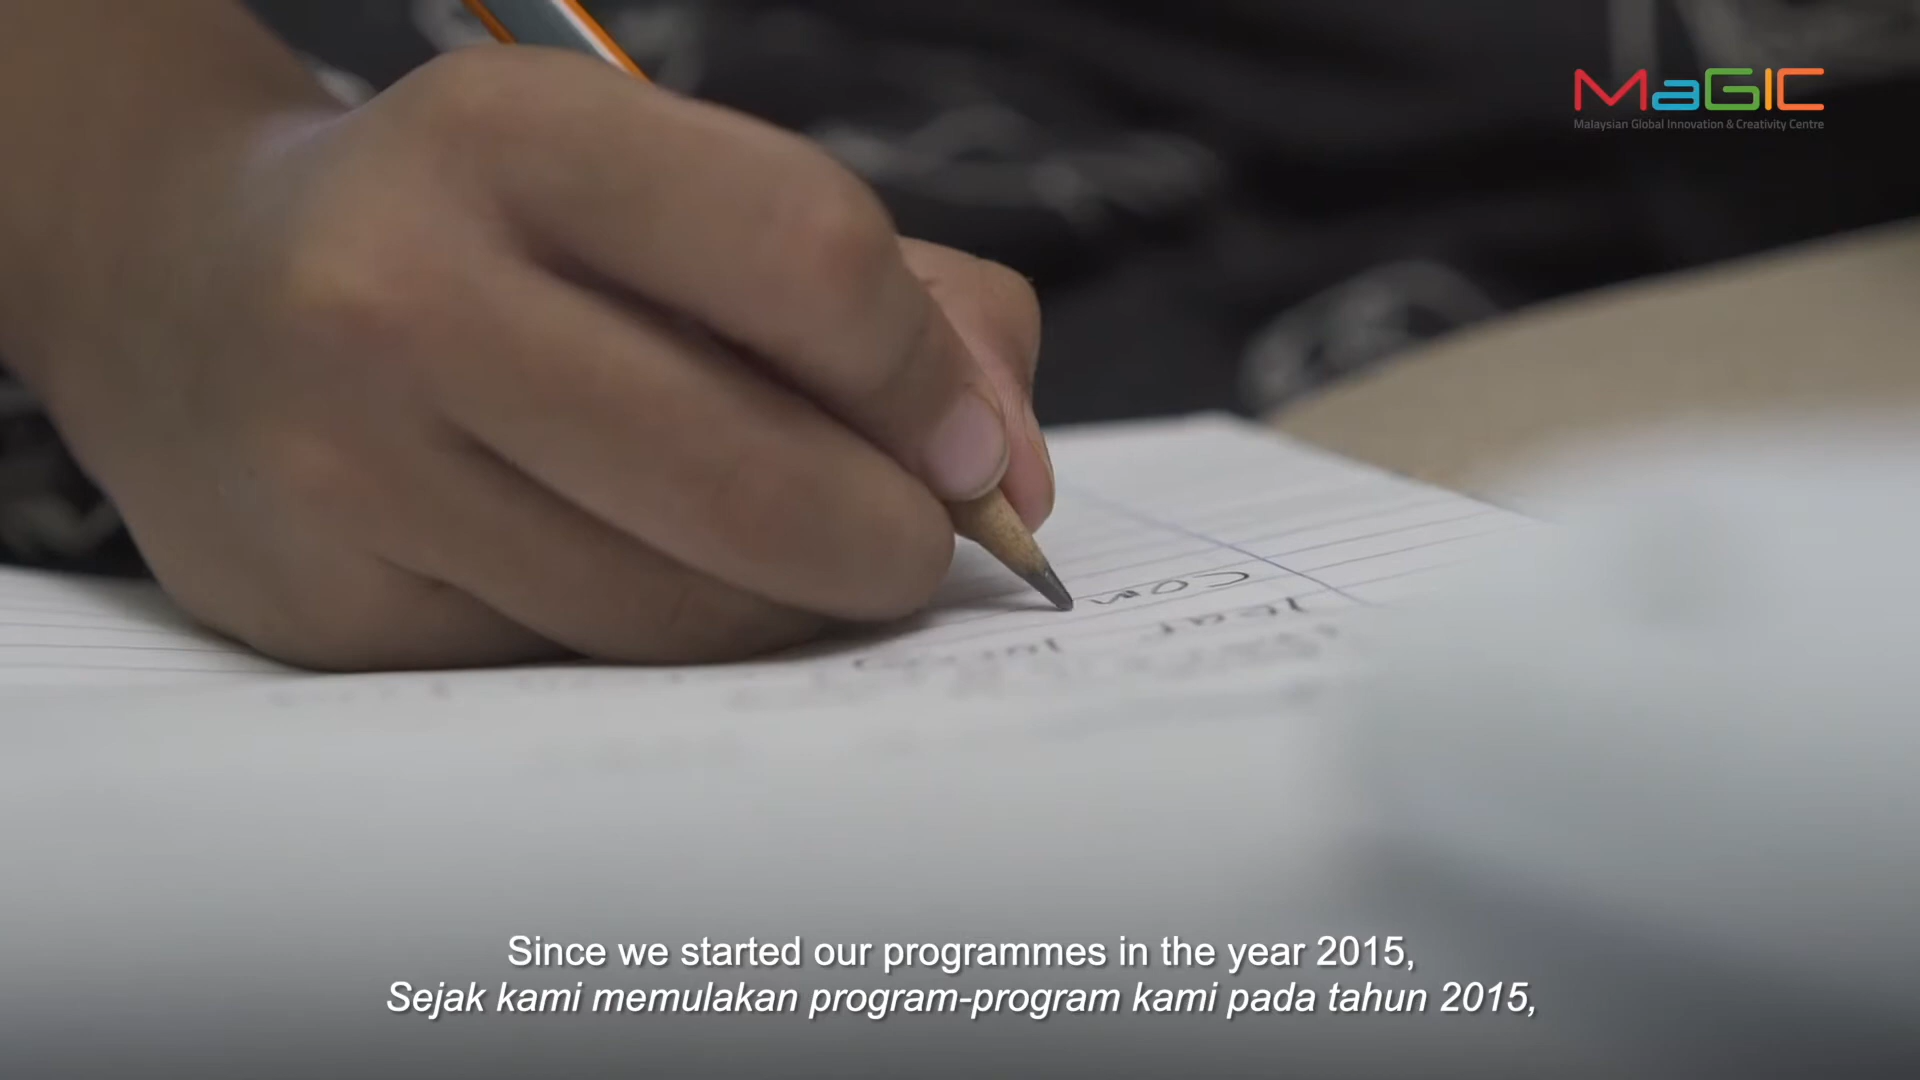 MaGIC
Malaysian Global Innovation & Creativity Centre
com
Since we started our programmes in the year 2015,
Sejak kami memulakan program-program kami pada tahun 2015,